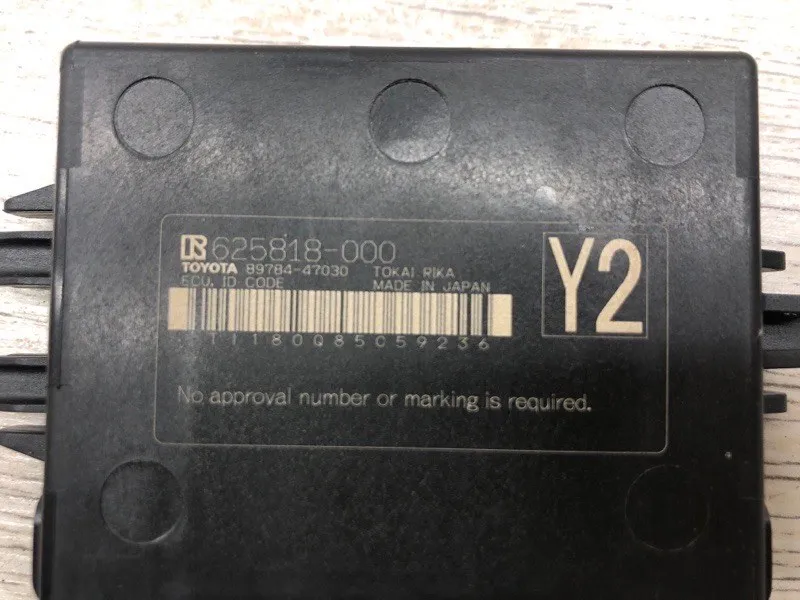 625818-000
TOYOTA 89784-47030 TOKAI RIKA
ECU. ID CODE MADE IN JAPAN
Y2
T1180Q85059236
No approval number or marking is required.